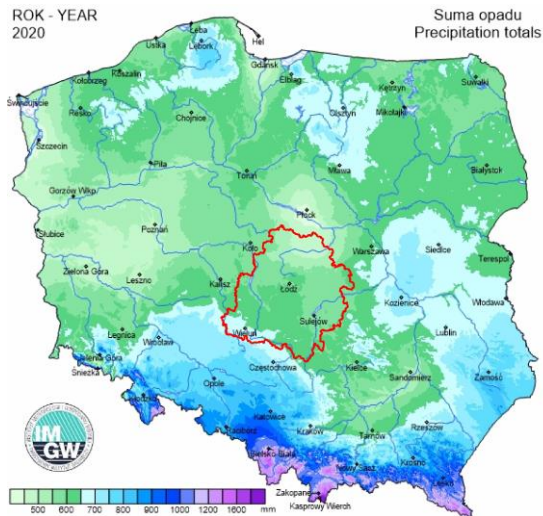 ROK - YEAR
2020
Suma opadu
Precipitation totals
Łeba
Ustka
Lębork
Hel
Gdańsk
Koszalin
Kołobrzeg
Elbląg
Kętrzyn
Suwałki
Świnoujście
Resko
Chojnice
Olsztyn
Mikołajki
Szczecin
Piła
Toruń
Mława
Białystok
Gorzów Wlkp.
Płock
Słubice
Poznań
Koło
Warszawa
Siedlce
Terespol
Zielona Góra
Leszno
Kalisz
Łódź
Kozienice
Włodawa
Sulejów
Legnica
Wrocław
Wieluń
Lublin
Jelenia Góra
Śnieżka
Częstochowa
Kielce
Sandomierz
Zamość
Opole
Kłodzko
Racibórz
Katowice
Kraków
Tarnów
Rzeszów
Bielsko-Biała
Nowy Sącz
Krosno
Lesko
Zakopane
Kasprowy Wierch
IM
GW
500 600 700 800 900 1000 1200 1600 mm